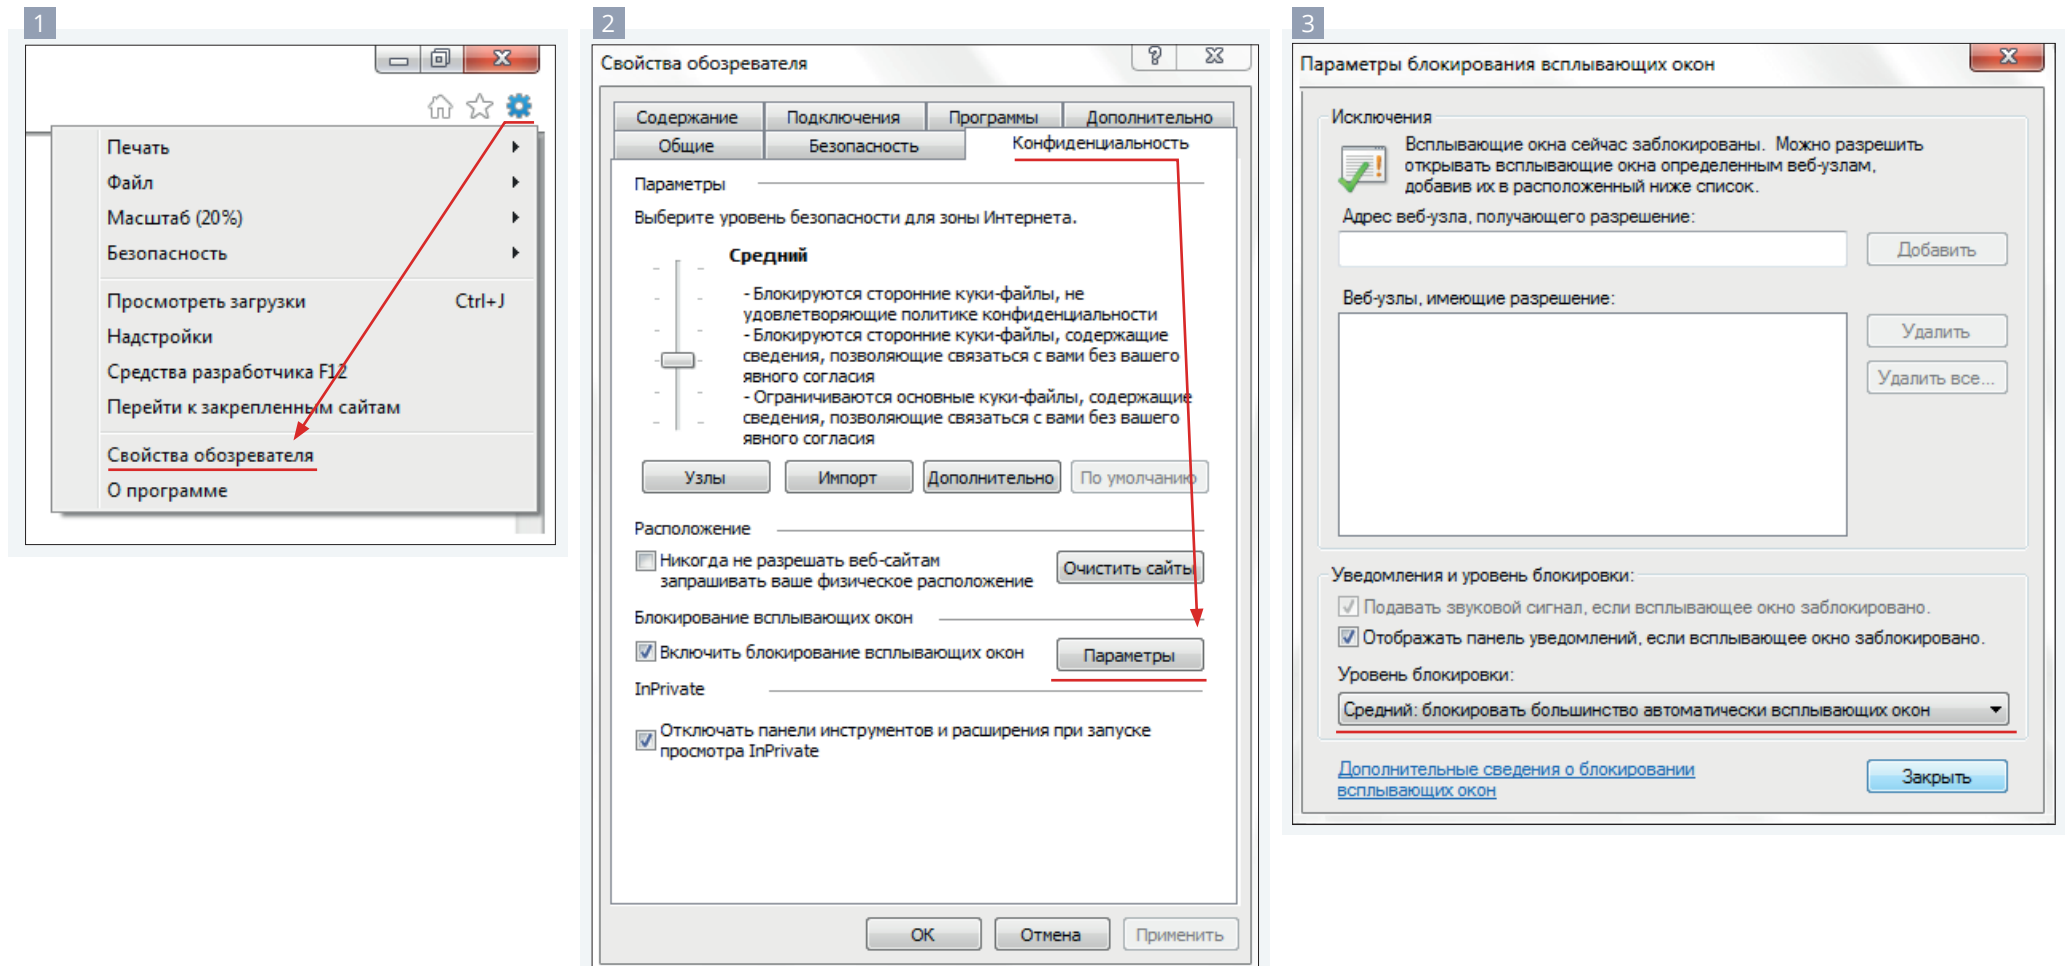 1
Печать
Файл
Масштаб (20%)
Безопасность
Просмотреть загрузки Ctrl+J
Надстройки
Средства разработчика F12
Перейти к закрепленным сайтам
Свойства обозревателя
О программе
2
Свойства обозревателя
Содержание Подключения Программы Дополнительно
Общие Безопасность Конфиденциальность
Параметры
Выберите уровень безопасности для зоны Интернета.
Средний
- Блокируются сторонние куки-файлы, не
удовлетворяющие политике конфиденциальности
- Блокируются сторонние куки-файлы, содержащие
сведения, позволяющие связаться с вами без вашего
явного согласия
- Ограничиваются основные куки-файлы, содержащие
сведения, позволяющие связаться с вами без вашего
явного согласия
Узлы Импорт Дополнительно По умолчанию
Расположение
Никогда не разрешать веб-сайтам
запрашивать ваше физическое расположение
Очистить сайты
Блокирование всплывающих окон
Включить блокирование всплывающих окон Параметры
InPrivate
Отключать панели инструментов и расширения при запуске
просмотра InPrivate
ОК Отмена Применить
3
Параметры блокирования всплывающих окон
Исключения
Всплывающие окна сейчас заблокированы. Можно разрешить
открывать всплывающие окна определенным веб-узлам,
добавив их в расположенный ниже список.
Адрес веб-узла, получающего разрешение:
Добавить
Веб-узлы, имеющие разрешение:
Удалить
Удалить все...
Уведомления и уровень блокировки:
Подавать звуковой сигнал, если всплывающее окно заблокировано.
Отображать панель уведомлений, если всплывающее окно заблокировано.
Уровень блокировки:
Средний: блокировать большинство автоматически всплывающих окон
Дополнительные сведения о блокировании
всплывающих окон
Закрыть